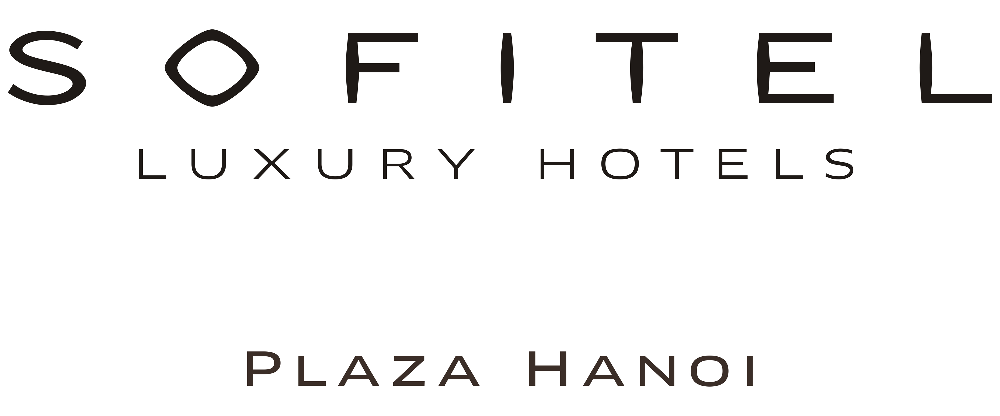 SOFITEL
LUXURY HOTELS
PLAZA HANOI